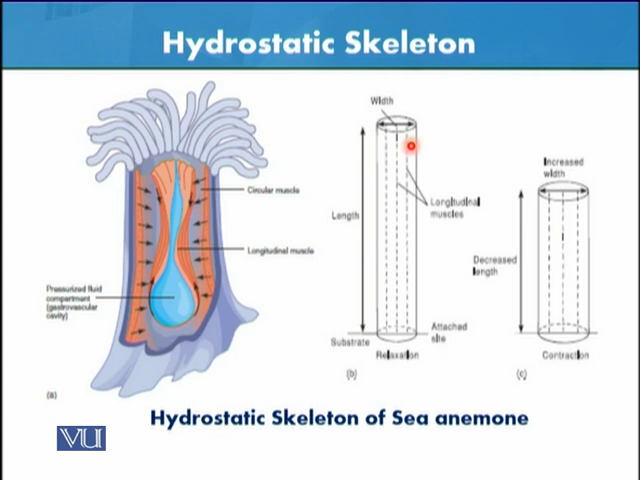 Hydrostatic Skeleton
Circular muscle
Longitudinal muscle
Pressurized fluid
compartment
(gastrovascular
cavity)
(a)
Width
Length
Longitudinal
muscles
Substrate
Attached
site
Relaxation
(b)
Increased
width
Decreased
length
Contraction
(c)
Hydrostatic Skeleton of Sea anemone
VU